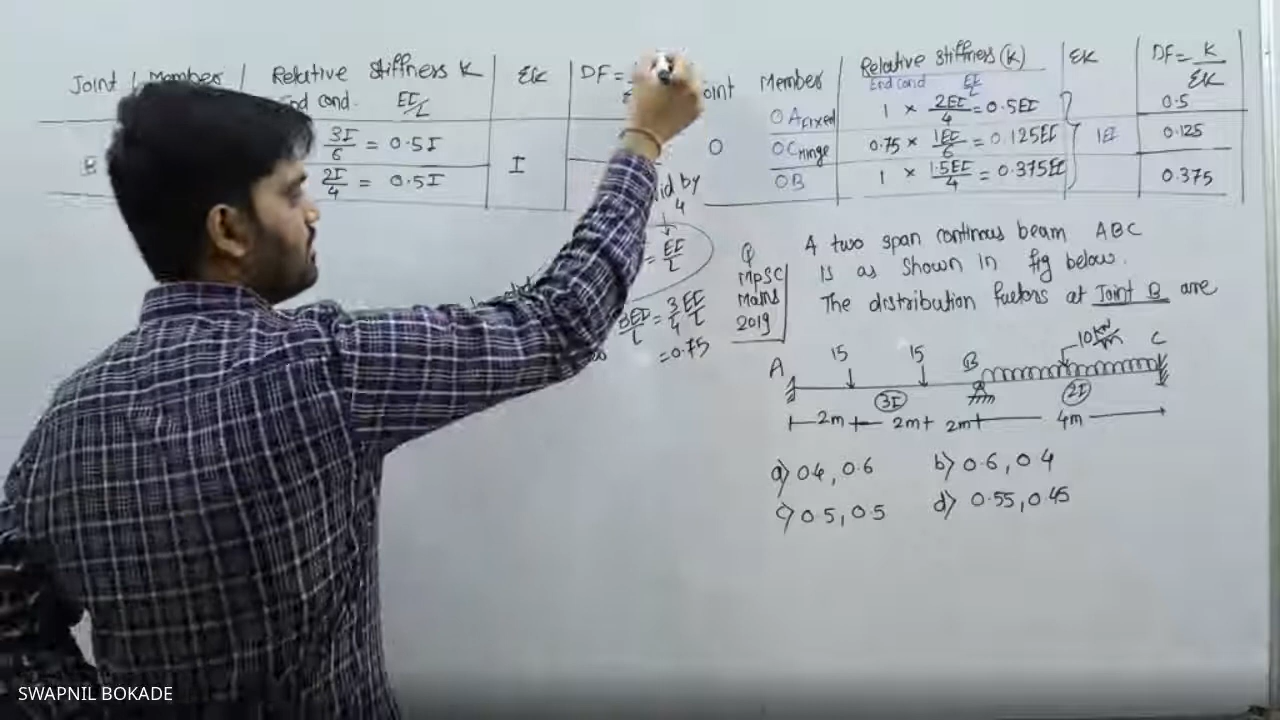 Joint | Member | Relative Stiffness K | ΣK | DF =
End cond. EI/L
B 3I/6 = 0.5I I
2I/4 = 0.5I
by
4
= EI/L
3EI/L = 3/4 EI/L
= 0.75
Joint Member Relative stiffness (K) ΣK DF = K/ΣK
End cond EI/L
O OA Fixed 1 × 2EI/4 = 0.5EI 1EI 0.5
OC Hinge 0.75 × 1EI/6 = 0.125EI 0.125
OB 1 × 1.5EI/4 = 0.375EI 0.375
Q MPSC Mains 2019
A two span continous beam ABC
is as shown in fig below.
The distribution factors at Joint B are
A 15 15 B 10 C
3I 2I
2m 2m 2m 4m
a) 0.4, 0.6 b) 0.6, 0.4
c) 0.5, 0.5 d) 0.55, 0.45
SWAPNIL BOKADE